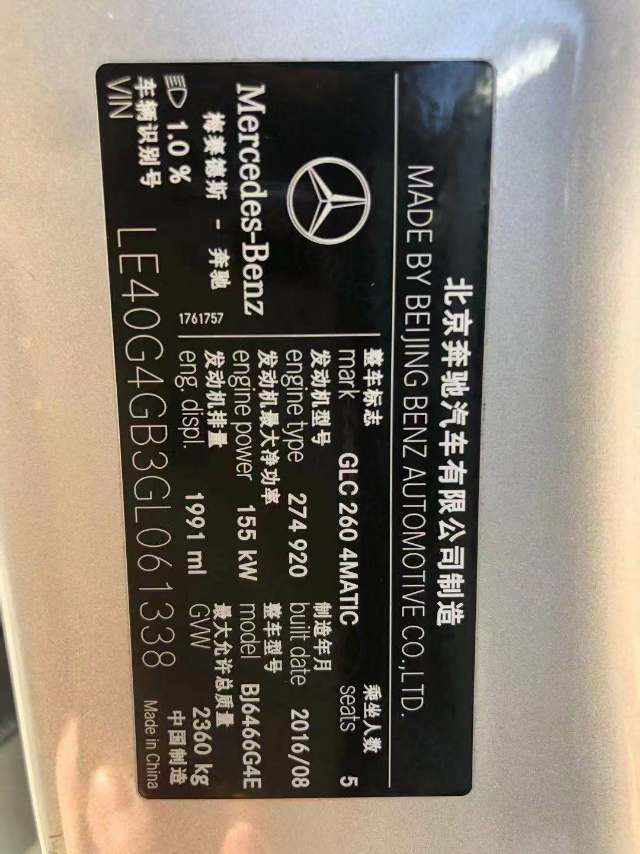 北京奔驰汽车有限公司制造
MADE BY BEIJING BENZ AUTOMOTIVE CO.,LTD.
Mercedes-Benz
梅赛德斯 - 奔驰
1.0 %
1761757
整车标志 乘坐人数
mark GLC 260 4MATIC seats 5
发动机型号 制造年月
engine type 274 920 built date 2016/08
发动机最大净功率 整车型号
engine power 155 kW model BJ6466G4E
发动机排量 最大允许总质量
eng. displ. 1991 ml GVW 2360 kg
车辆识别号 中国制造
VIN LE40G4GB3GL061338 Made in China